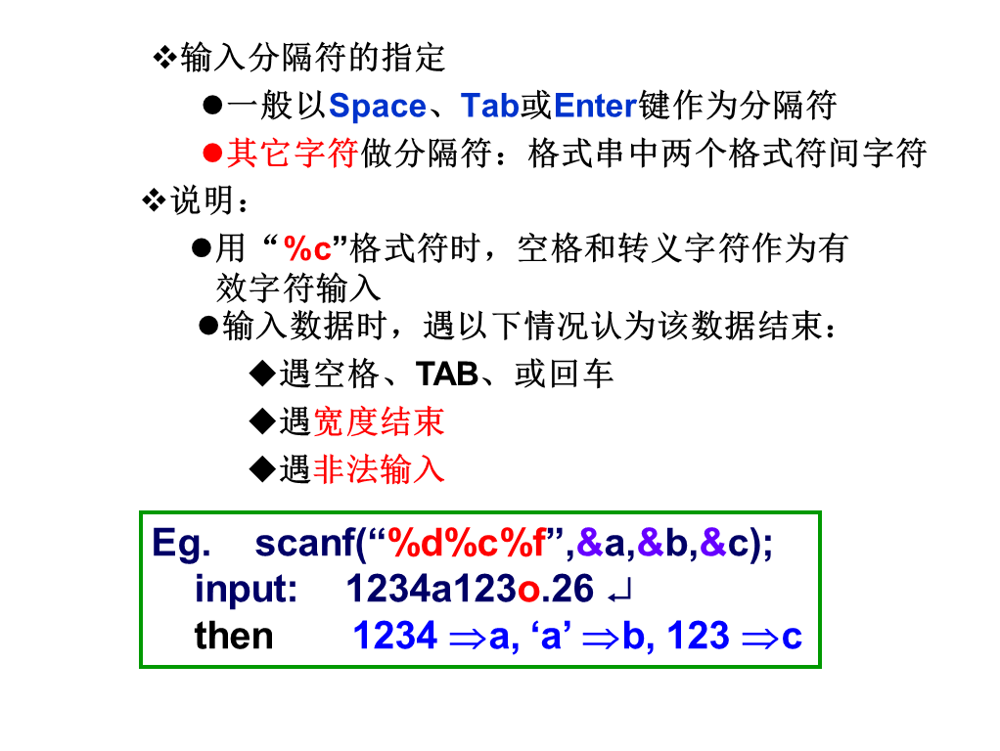 ❖输入分隔符的指定
●一般以Space、Tab或Enter键作为分隔符
●其它字符做分隔符：格式串中两个格式符间字符
❖说明：
●用“%c”格式符时，空格和转义字符作为有
效字符输入
●输入数据时，遇以下情况认为该数据结束：
◆遇空格、TAB、或回车
◆遇宽度结束
◆遇非法输入
Eg. scanf(“%d%c%f”,&a,&b,&c);
input: 1234a123o.26 ↵
then 1234 ⇒a, ‘a’ ⇒b, 123 ⇒c